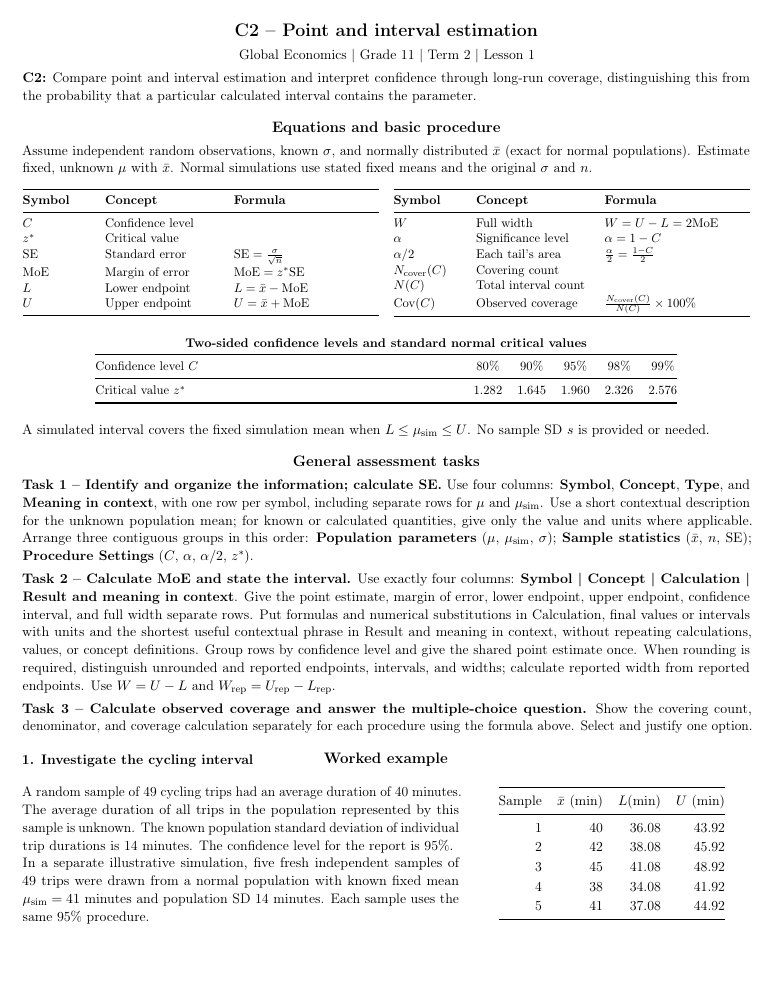 C2 – Point and interval estimation
Global Economics | Grade 11 | Term 2 | Lesson 1
C2: Compare point and interval estimation and interpret confidence through long-run coverage, distinguishing this from
the probability that a particular calculated interval contains the parameter.
Equations and basic procedure
Assume independent random observations, known σ, and normally distributed x̄ (exact for normal populations). Estimate
fixed, unknown μ with x̄. Normal simulations use stated fixed means and the original σ and n.
Symbol Concept Formula
C Confidence level
z* Critical value
SE Standard error SE = σ/√n
MoE Margin of error MoE = z*SE
L Lower endpoint L = x̄ − MoE
U Upper endpoint U = x̄ + MoE
Symbol Concept Formula
W Full width W = U − L = 2MoE
α Significance level α = 1 − C
α/2 Each tail's area α/2 = (1−C)/2
N_cover(C) Covering count
N(C) Total interval count
Cov(C) Observed coverage N_cover(C)/N(C) × 100%
Two-sided confidence levels and standard normal critical values
Confidence level C 80% 90% 95% 98% 99%
Critical value z* 1.282 1.645 1.960 2.326 2.576
A simulated interval covers the fixed simulation mean when L ≤ μ_sim ≤ U. No sample SD s is provided or needed.
General assessment tasks
Task 1 – Identify and organize the information; calculate SE. Use four columns: Symbol, Concept, Type, and
Meaning in context, with one row per symbol, including separate rows for μ and μ_sim. Use a short contextual description
for the unknown population mean; for known or calculated quantities, give only the value and units where applicable.
Arrange three contiguous groups in this order: Population parameters (μ, μ_sim, σ); Sample statistics (x̄, n, SE);
Procedure Settings (C, α, α/2, z*).
Task 2 – Calculate MoE and state the interval. Use exactly four columns: Symbol | Concept | Calculation |
Result and meaning in context. Give the point estimate, margin of error, lower endpoint, upper endpoint, confidence
interval, and full width separate rows. Put formulas and numerical substitutions in Calculation, final values or intervals
with units and the shortest useful contextual phrase in Result and meaning in context, without repeating calculations,
values, or concept definitions. Group rows by confidence level and give the shared point estimate once. When rounding is
required, distinguish unrounded and reported endpoints, intervals, and widths; calculate reported width from reported
endpoints. Use W = U − L and W_rep = U_rep − L_rep.
Task 3 – Calculate observed coverage and answer the multiple-choice question. Show the covering count,
denominator, and coverage calculation separately for each procedure using the formula above. Select and justify one option.
1. Investigate the cycling interval
Worked example
A random sample of 49 cycling trips had an average duration of 40 minutes.
The average duration of all trips in the population represented by this
sample is unknown. The known population standard deviation of individual
trip durations is 14 minutes. The confidence level for the report is 95%.
In a separate illustrative simulation, five fresh independent samples of
49 trips were drawn from a normal population with known fixed mean
μ_sim = 41 minutes and population SD 14 minutes. Each sample uses the
same 95% procedure.
Sample x̄ (min) L(min) U (min)
1 40 36.08 43.92
2 42 38.08 45.92
3 45 41.08 48.92
4 38 34.08 41.92
5 41 37.08 44.92